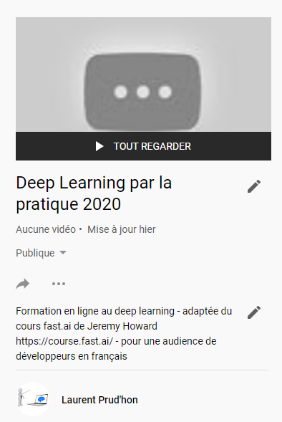 TOUT REGARDER
Deep Learning par la
pratique 2020
Aucune vidéo • Mise à jour hier
Publique
Formation en ligne au deep learning - adaptée du
cours fast.ai de Jeremy Howard
https://course.fast.ai/ - pour une audience de
développeurs en français
Laurent Prud'hon